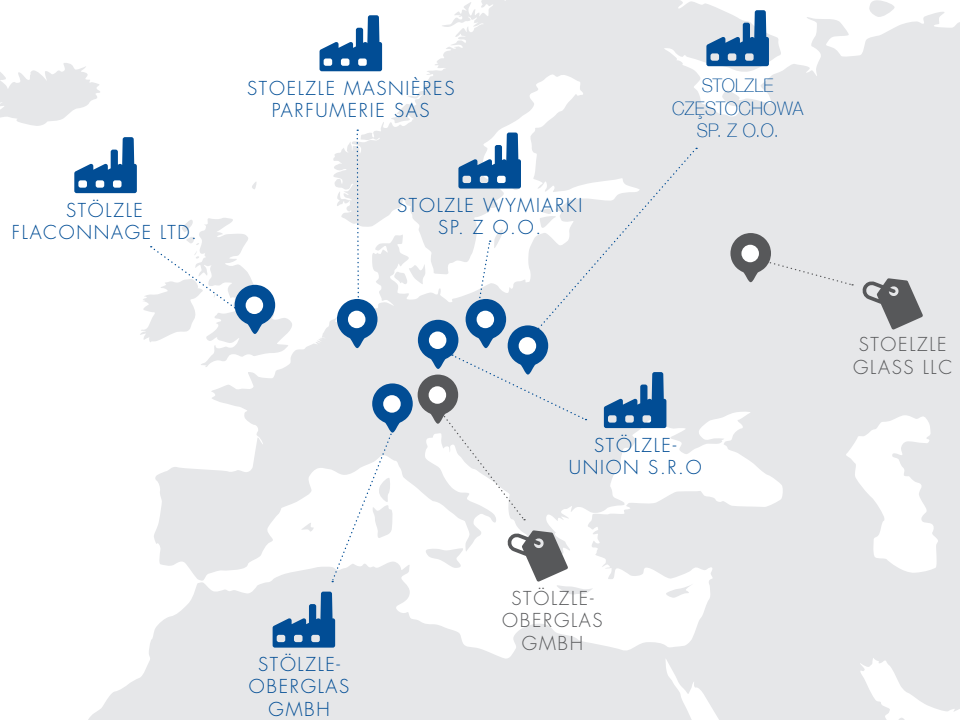 STOELZLE MASNIÈRES
PARFUMERIE SAS
STOLZLE
CZĘSTOCHOWA
SP. Z O.O.
STÖLZLE
FLACONNAGE LTD.
STOLZLE WYMIARKI
SP. Z O.O.
STOELZLE
GLASS LLC
STÖLZLE-
UNION S.R.O
STÖLZLE-
OBERGLAS
GMBH
STÖLZLE-
OBERGLAS
GMBH